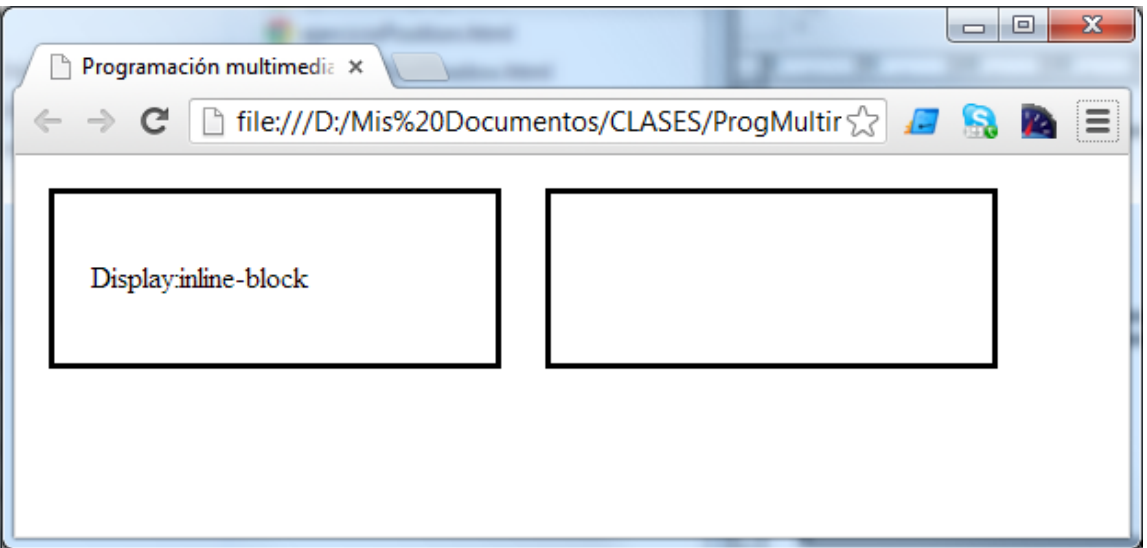 Programación multimedia
file:///D:/Mis%20Documentos/CLASES/ProgMultir
Display:inline-block